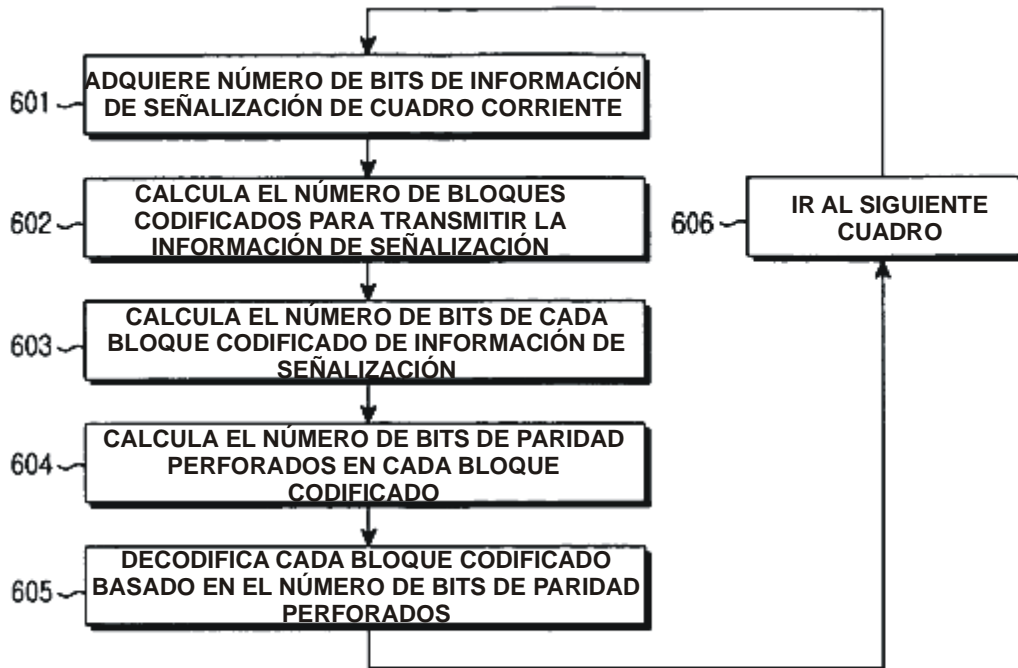 601
ADQUIERE NÚMERO DE BITS DE INFORMACIÓN
DE SEÑALIZACIÓN DE CUADRO CORRIENTE
602
CALCULA EL NÚMERO DE BLOQUES
CODIFICADOS PARA TRANSMITIR LA
INFORMACIÓN DE SEÑALIZACIÓN
606
IR AL SIGUIENTE
CUADRO
603
CALCULA EL NÚMERO DE BITS DE CADA
BLOQUE CODIFICADO DE INFORMACIÓN DE
SEÑALIZACIÓN
604
CALCULA EL NÚMERO DE BITS DE PARIDAD
PERFORADOS EN CADA BLOQUE
CODIFICADO
605
DECODIFICA CADA BLOQUE CODIFICADO
BASADO EN EL NÚMERO DE BITS DE PARIDAD
PERFORADOS